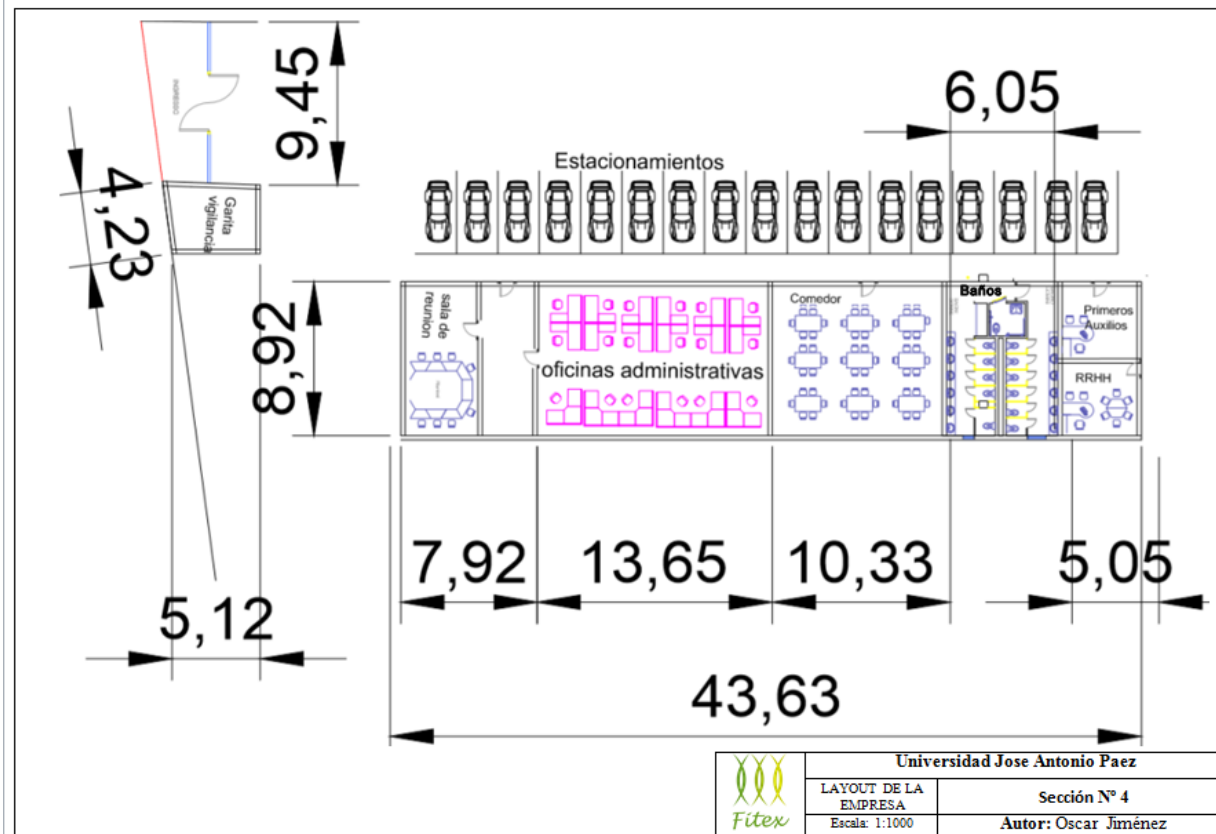 9,45
INGRESSO
4,23
Garita
vigilancia
6,05
Estacionamientos
8,92
sala de
reunion
oficinas administrativas
Comedor
Baños
Primeros
Auxilios
RRHH
7,92
13,65
10,33
5,05
5,12
43,63
Fitex
Universidad Jose Antonio Paez
LAYOUT DE LA
EMPRESA
Sección Nº 4
Escala: 1:1000
Autor: Oscar Jiménez